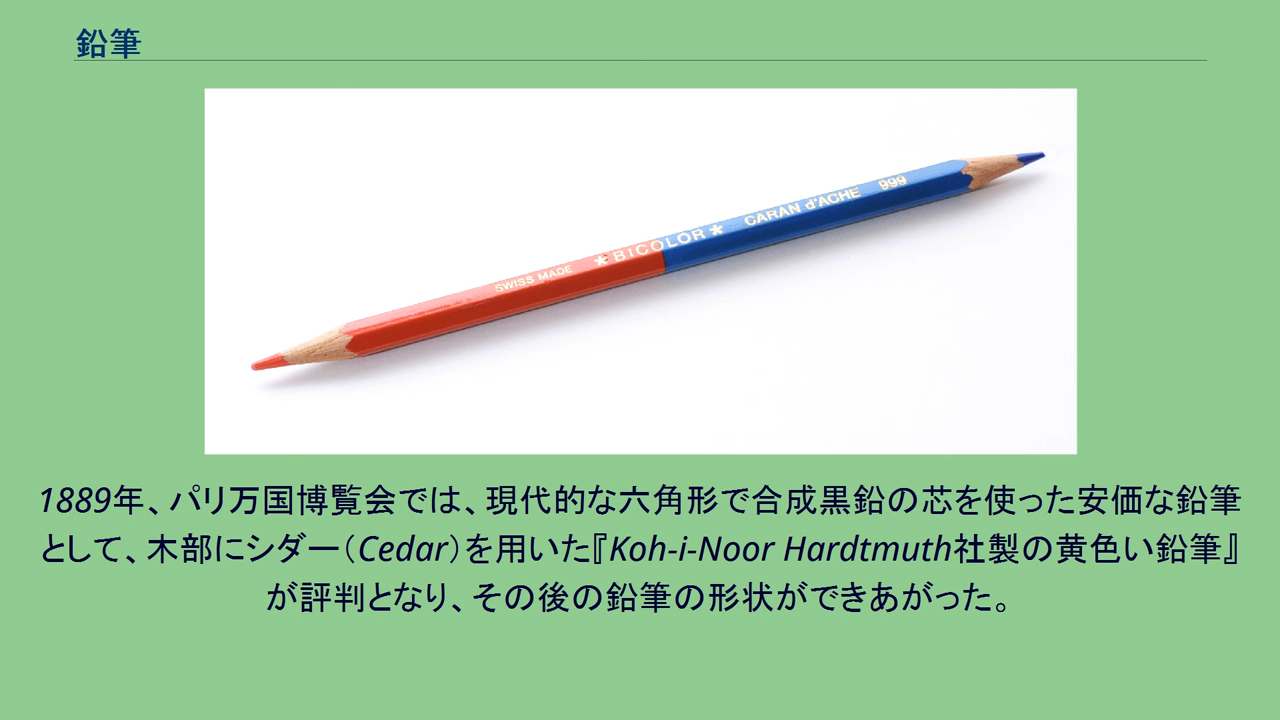 鉛筆
SWISS MADE *BICOLOR* CARAN d'ACHE 999
1889年、パリ万国博覧会では、現代的な六角形で合成黒鉛の芯を使った安価な鉛筆
として、木部にシダー（Cedar）を用いた『Koh-i-Noor Hardtmuth社製の黄色い鉛筆』
が評判となり、その後の鉛筆の形状ができあがった。